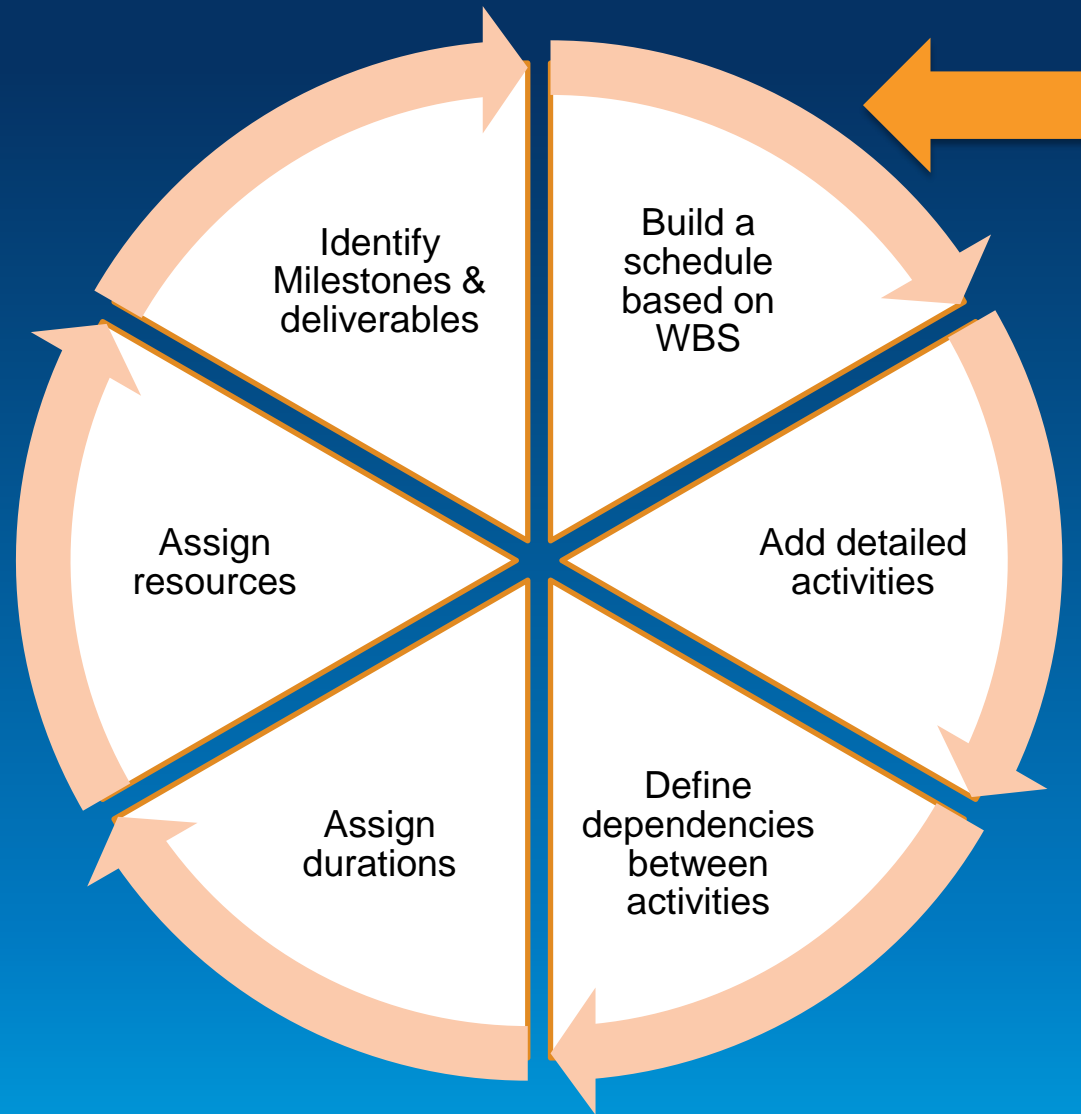 Build a
schedule
based on
WBS
Add detailed
activities
Define
dependencies
between
activities
Assign
durations
Assign
resources
Identify
Milestones &
deliverables